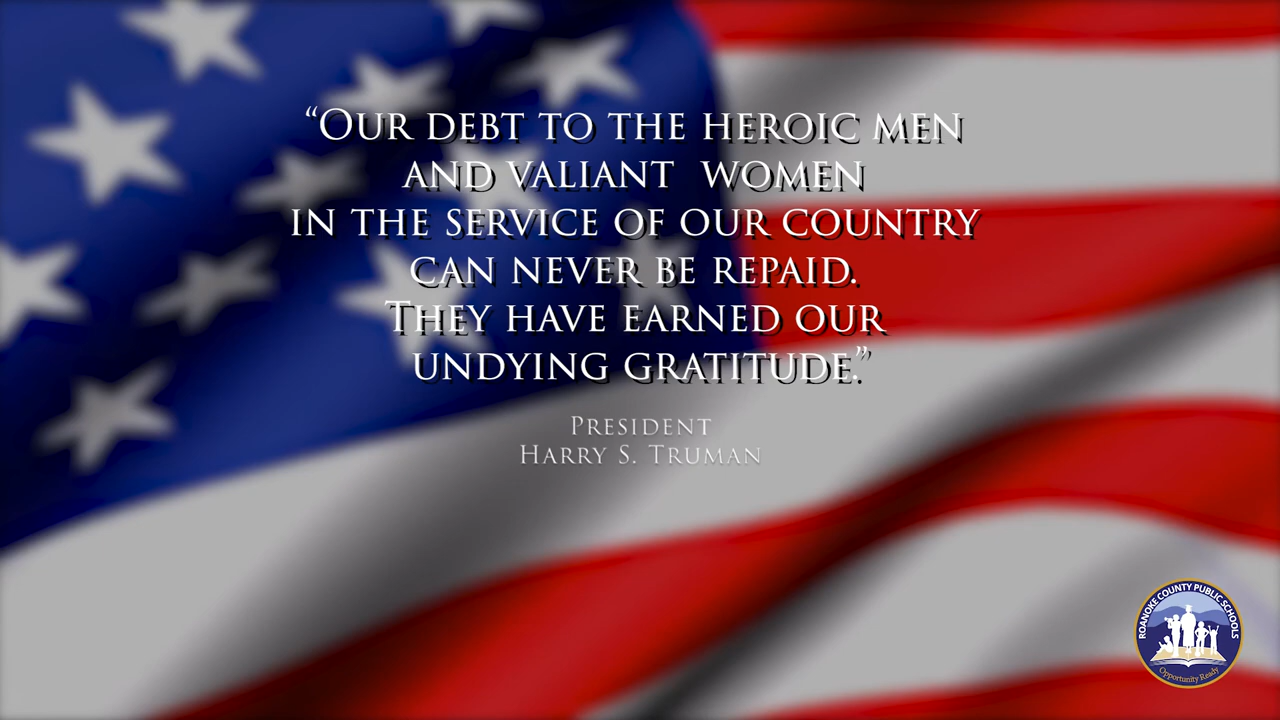 “Our debt to the heroic men
and valiant women
in the service of our country
can never be repaid.
They have earned our
undying gratitude.”
President
Harry S. Truman
ROANOKE COUNTY PUBLIC SCHOOLS
Opportunity Ready